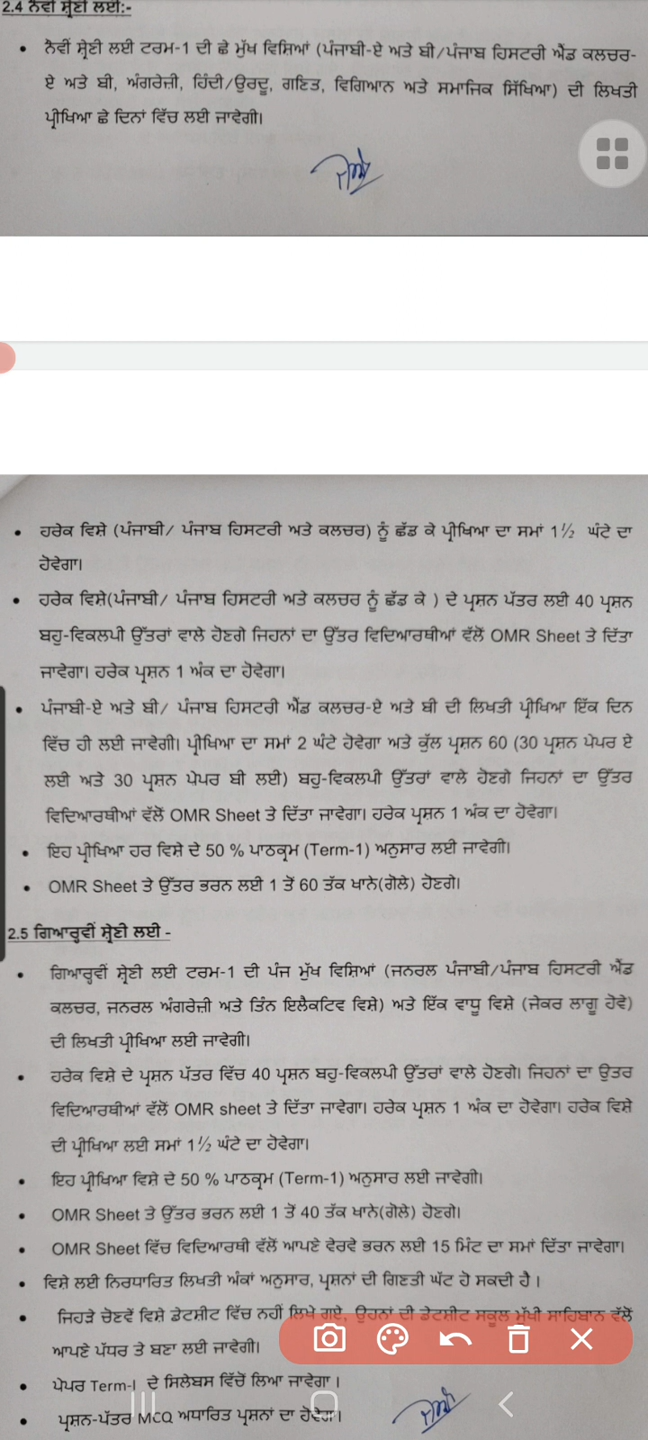 2.4 ਨੌਵੀਂ ਸ਼੍ਰੇਣੀ ਲਈ:-
• ਨੌਵੀਂ ਸ਼੍ਰੇਣੀ ਲਈ ਟਰਮ-1 ਦੀ ਛੇ ਮੁੱਖ ਵਿਸ਼ਿਆਂ (ਪੰਜਾਬੀ-ਏ ਅਤੇ ਬੀ/ਪੰਜਾਬ ਹਿਸਟਰੀ ਐਂਡ ਕਲਚਰ-
ਏ ਅਤੇ ਬੀ, ਅੰਗਰੇਜ਼ੀ, ਹਿੰਦੀ/ਉਰਦੂ, ਗਣਿਤ, ਵਿਗਿਆਨ ਅਤੇ ਸਮਾਜਿਕ ਸਿੱਖਿਆ) ਦੀ ਲਿਖਤੀ
ਪ੍ਰੀਖਿਆ ਛੇ ਦਿਨਾਂ ਵਿੱਚ ਲਈ ਜਾਵੇਗੀ।
• ਹਰੇਕ ਵਿਸ਼ੇ (ਪੰਜਾਬੀ/ ਪੰਜਾਬ ਹਿਸਟਰੀ ਅਤੇ ਕਲਚਰ) ਨੂੰ ਛੱਡ ਕੇ ਪ੍ਰੀਖਿਆ ਦਾ ਸਮਾਂ 1½ ਘੰਟੇ ਦਾ
ਹੋਵੇਗਾ।
• ਹਰੇਕ ਵਿਸ਼ੇ(ਪੰਜਾਬੀ/ ਪੰਜਾਬ ਹਿਸਟਰੀ ਅਤੇ ਕਲਚਰ ਨੂੰ ਛੱਡ ਕੇ ) ਦੇ ਪ੍ਰਸ਼ਨ ਪੱਤਰ ਲਈ 40 ਪ੍ਰਸ਼ਨ
ਬਹੁ-ਵਿਕਲਪੀ ਉੱਤਰਾਂ ਵਾਲੇ ਹੋਣਗੇ ਜਿਹਨਾਂ ਦਾ ਉੱਤਰ ਵਿਦਿਆਰਥੀਆਂ ਵੱਲੋਂ OMR Sheet ਤੇ ਦਿੱਤਾ
ਜਾਵੇਗਾ। ਹਰੇਕ ਪ੍ਰਸ਼ਨ 1 ਅੰਕ ਦਾ ਹੋਵੇਗਾ।
• ਪੰਜਾਬੀ-ਏ ਅਤੇ ਬੀ/ ਪੰਜਾਬ ਹਿਸਟਰੀ ਐਂਡ ਕਲਚਰ-ਏ ਅਤੇ ਬੀ ਦੀ ਲਿਖਤੀ ਪ੍ਰੀਖਿਆ ਇੱਕ ਦਿਨ
ਵਿੱਚ ਹੀ ਲਈ ਜਾਵੇਗੀ। ਪ੍ਰੀਖਿਆ ਦਾ ਸਮਾਂ 2 ਘੰਟੇ ਹੋਵੇਗਾ ਅਤੇ ਕੁੱਲ ਪ੍ਰਸ਼ਨ 60 (30 ਪ੍ਰਸ਼ਨ ਪੇਪਰ ਏ
ਲਈ ਅਤੇ 30 ਪ੍ਰਸ਼ਨ ਪੇਪਰ ਬੀ ਲਈ) ਬਹੁ-ਵਿਕਲਪੀ ਉੱਤਰਾਂ ਵਾਲੇ ਹੋਣਗੇ ਜਿਹਨਾਂ ਦਾ ਉੱਤਰ
ਵਿਦਿਆਰਥੀਆਂ ਵੱਲੋਂ OMR Sheet ਤੇ ਦਿੱਤਾ ਜਾਵੇਗਾ। ਹਰੇਕ ਪ੍ਰਸ਼ਨ 1 ਅੰਕ ਦਾ ਹੋਵੇਗਾ।
• ਇਹ ਪ੍ਰੀਖਿਆ ਹਰ ਵਿਸ਼ੇ ਦੇ 50 % ਪਾਠਕ੍ਰਮ (Term-1) ਅਨੁਸਾਰ ਲਈ ਜਾਵੇਗੀ।
• OMR Sheet ਤੇ ਉੱਤਰ ਭਰਨ ਲਈ 1 ਤੋਂ 60 ਤੱਕ ਖਾਨੇ(ਗੋਲੇ) ਹੋਣਗੇ।
2.5 ਗਿਆਰ੍ਹਵੀਂ ਸ਼੍ਰੇਣੀ ਲਈ -
• ਗਿਆਰ੍ਹਵੀਂ ਸ਼੍ਰੇਣੀ ਲਈ ਟਰਮ-1 ਦੀ ਪੰਜ ਮੁੱਖ ਵਿਸ਼ਿਆਂ (ਜਨਰਲ ਪੰਜਾਬੀ/ਪੰਜਾਬ ਹਿਸਟਰੀ ਐਂਡ
ਕਲਚਰ, ਜਨਰਲ ਅੰਗਰੇਜ਼ੀ ਅਤੇ ਤਿੰਨ ਇਲੈਕਟਿਵ ਵਿਸ਼ੇ) ਅਤੇ ਇੱਕ ਵਾਧੂ ਵਿਸ਼ੇ (ਜੇਕਰ ਲਾਗੂ ਹੋਵੇ)
ਦੀ ਲਿਖਤੀ ਪ੍ਰੀਖਿਆ ਲਈ ਜਾਵੇਗੀ।
• ਹਰੇਕ ਵਿਸ਼ੇ ਦੇ ਪ੍ਰਸ਼ਨ ਪੱਤਰ ਵਿੱਚ 40 ਪ੍ਰਸ਼ਨ ਬਹੁ-ਵਿਕਲਪੀ ਉੱਤਰਾਂ ਵਾਲੇ ਹੋਣਗੇ। ਜਿਹਨਾਂ ਦਾ ਉਤਰ
ਵਿਦਿਆਰਥੀਆਂ ਵੱਲੋਂ OMR sheet ਤੇ ਦਿੱਤਾ ਜਾਵੇਗਾ। ਹਰੇਕ ਪ੍ਰਸ਼ਨ 1 ਅੰਕ ਦਾ ਹੋਵੇਗਾ। ਹਰੇਕ ਵਿਸ਼ੇ
ਦੀ ਪ੍ਰੀਖਿਆ ਲਈ ਸਮਾਂ 1½ ਘੰਟੇ ਦਾ ਹੋਵੇਗਾ।
• ਇਹ ਪ੍ਰੀਖਿਆ ਵਿਸ਼ੇ ਦੇ 50 % ਪਾਠਕ੍ਰਮ (Term-1) ਅਨੁਸਾਰ ਲਈ ਜਾਵੇਗੀ।
• OMR Sheet ਤੇ ਉੱਤਰ ਭਰਨ ਲਈ 1 ਤੋਂ 40 ਤੱਕ ਖਾਨੇ(ਗੋਲੇ) ਹੋਣਗੇ।
• OMR Sheet ਵਿੱਚ ਵਿਦਿਆਰਥੀ ਵੱਲੋਂ ਆਪਣੇ ਵੇਰਵੇ ਭਰਨ ਲਈ 15 ਮਿੰਟ ਦਾ ਸਮਾਂ ਦਿੱਤਾ ਜਾਵੇਗਾ।
• ਵਿਸ਼ੇ ਲਈ ਨਿਰਧਾਰਿਤ ਲਿਖਤੀ ਅੰਕਾਂ ਅਨੁਸਾਰ, ਪ੍ਰਸ਼ਨਾਂ ਦੀ ਗਿਣਤੀ ਘੱਟ ਹੋ ਸਕਦੀ ਹੈ।
• ਜਿਹੜੇ ਚੋਣਵੇਂ ਵਿਸ਼ੇ ਡੇਟਸ਼ੀਟ ਵਿੱਚ ਨਹੀਂ ਲਿਖੇ ਗਏ, ਉਹਨਾਂ ਦੀ ਡੇਟਸ਼ੀਟ ਸਕੂਲ ਮੁੱਖੀ ਸਾਹਿਬਾਨ ਵੱਲੋਂ
ਆਪਣੇ ਪੱਧਰ ਤੇ ਬਣਾ ਲਈ ਜਾਵੇਗੀ।
• ਪੇਪਰ Term-I ਦੇ ਸਿਲੇਬਸ ਵਿੱਚੋਂ ਲਿਆ ਜਾਵੇਗਾ।
• ਪ੍ਰਸ਼ਨ-ਪੱਤਰ MCQ ਅਧਾਰਿਤ ਪ੍ਰਸ਼ਨਾਂ ਦਾ ਹੋਵੇਗਾ।